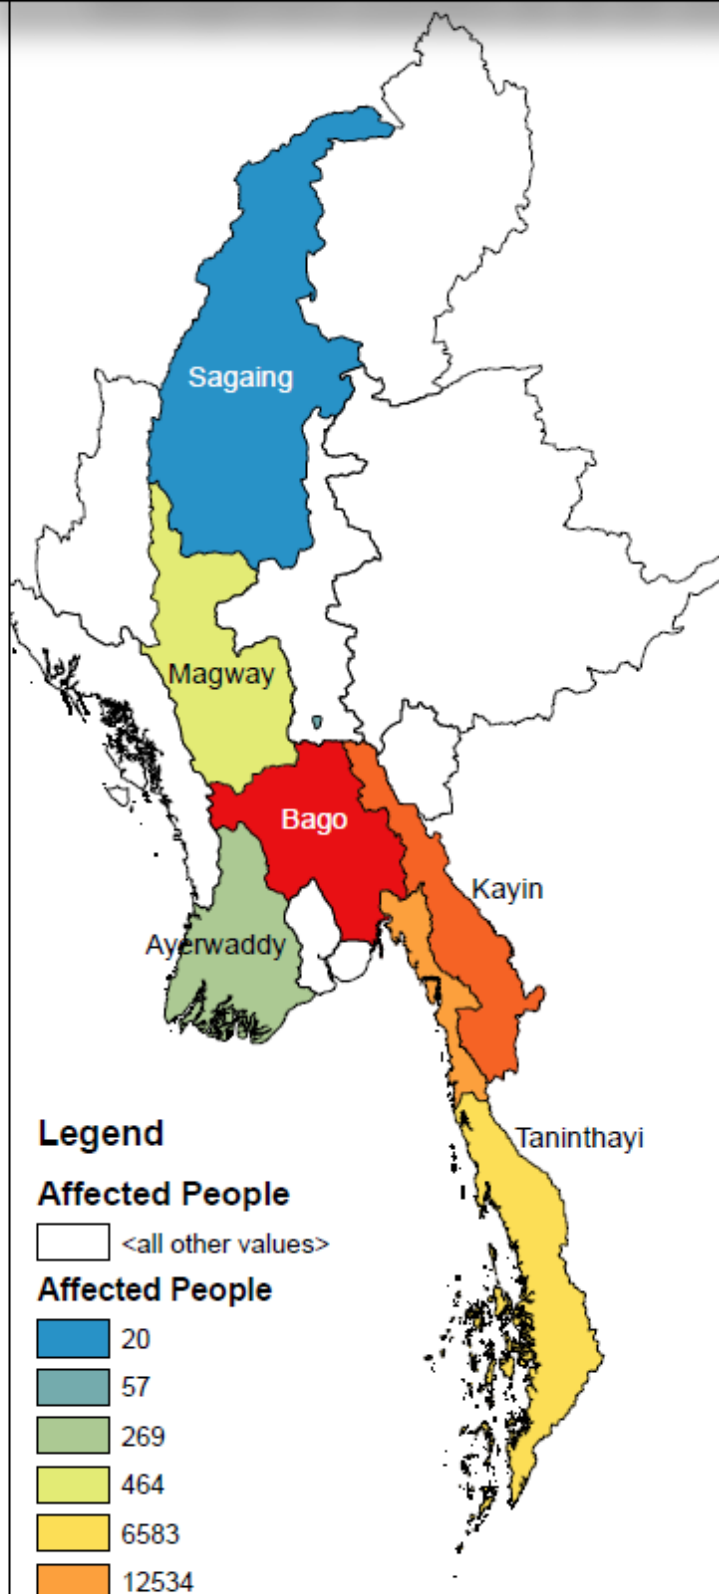 Sagaing
Magway
Bago
Kayin
Ayerwaddy
Taninthayi
Legend
Affected People
<all other values>
Affected People
20
57
269
464
6583
12534